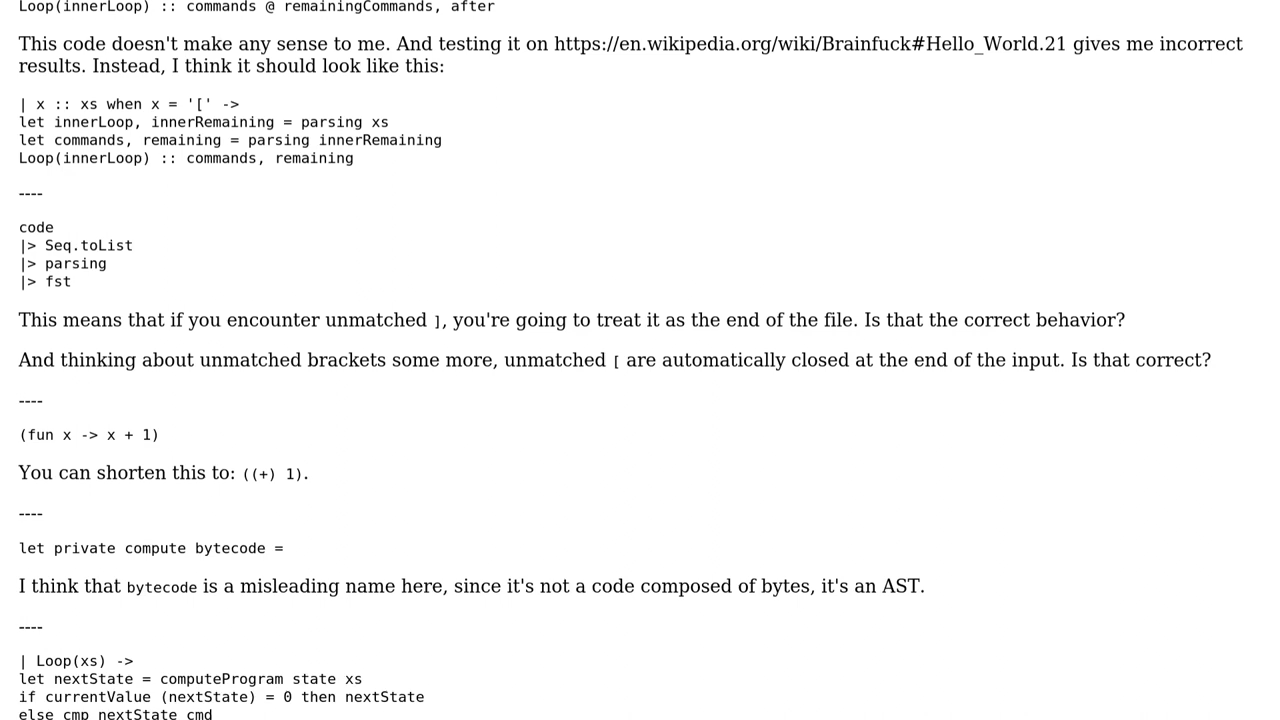 Loop(innerLoop) :: commands @ remainingCommands, after
This code doesn't make any sense to me. And testing it on https://en.wikipedia.org/wiki/Brainfuck#Hello_World.21 gives me incorrect
results. Instead, I think it should look like this:
| x :: xs when x = '[' ->
let innerLoop, innerRemaining = parsing xs
let commands, remaining = parsing innerRemaining
Loop(innerLoop) :: commands, remaining
----
code
|> Seq.toList
|> parsing
|> fst
This means that if you encounter unmatched ], you're going to treat it as the end of the file. Is that the correct behavior?
And thinking about unmatched brackets some more, unmatched [ are automatically closed at the end of the input. Is that correct?
----
(fun x -> x + 1)
You can shorten this to: ((+) 1).
----
let private compute bytecode =
I think that bytecode is a misleading name here, since it's not a code composed of bytes, it's an AST.
----
| Loop(xs) ->
let nextState = computeProgram state xs
if currentValue (nextState) = 0 then nextState
else cmp nextState cmd